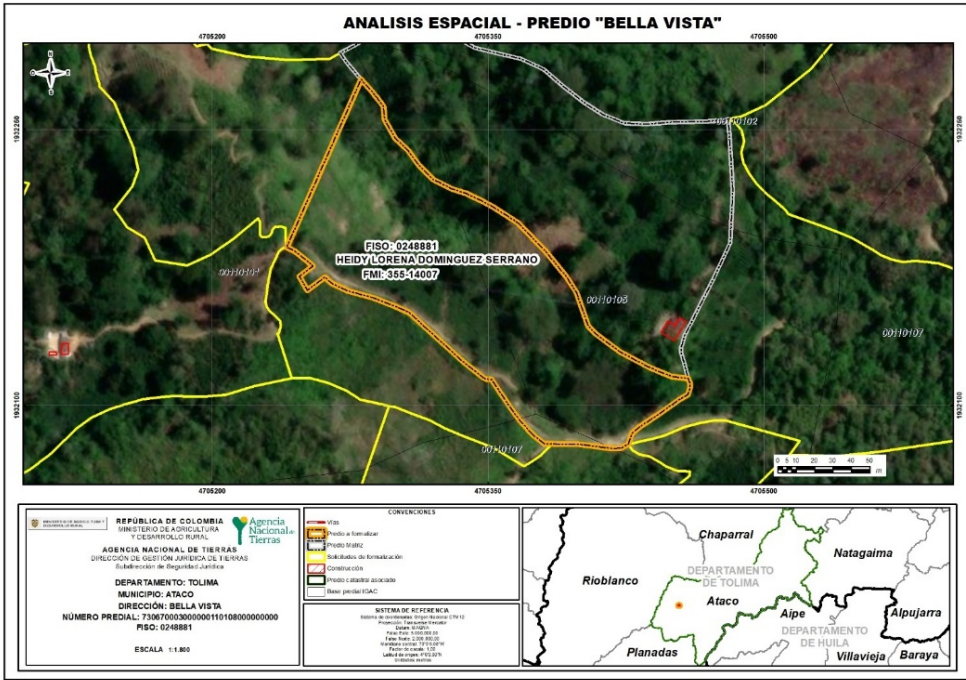 ANALISIS ESPACIAL - PREDIO "BELLA VISTA"
4705200 4705350 4705500
1932260 1932260
00110102
FISO: 0248881
HEIDY LORENA DOMINGUEZ SERRANO
FMI: 355-14007
00110107
1932100 1932100
00110107
0 5 10 20 30 40 50
m
4705200 4705350 4705500
REPÚBLICA DE COLOMBIA
MINISTERIO DE AGRICULTURA
Y DESARROLLO RURAL
Agencia
Nacional de
Tierras
AGENCIA NACIONAL DE TIERRAS
DIRECCIÓN DE GESTIÓN JURÍDICA DE TIERRAS
Subdirección de Seguridad Jurídica
DEPARTAMENTO: TOLIMA
MUNICIPIO: ATACO
DIRECCIÓN: BELLA VISTA
FISO: 0248881
ESCALA 1:1.800
CONVENCIONES
Vías
Predio a formalizar
Predio Matriz
Solicitudes de formalización
Construcción
Predio catastral asociado
Base predial IGAC
SISTEMA DE REFERENCIA
Chaparral
Natagaima
Rioblanco
DEPARTAMENTO
DE TOLIMA
Ataco
Aipe
Alpujarra
DEPARTAMENTO
DE HUILA
Planadas
Villavieja
Baraya